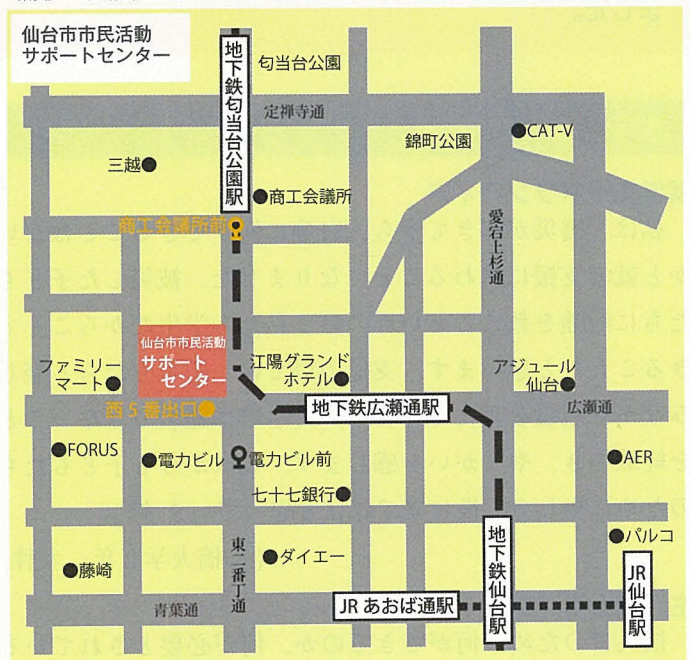 仙台市市民活動
サポートセンター
地下鉄勾当台公園駅
勾当台公園
定禅寺通
錦町公園
CAT-V
三越
商工会議所
商工会議所前
愛宕上杉通
仙台市市民活動
サポート
センター
ファミリー
マート
江陽グランド
ホテル
アジュール
仙台
西5番出口
地下鉄広瀬通駅
広瀬通
FORUS
電力ビル
電力ビル前
AER
七十七銀行
東二番丁通
ダイエー
地下鉄仙台駅
パルコ
JR仙台駅
藤崎
青葉通
JRあおば通駅